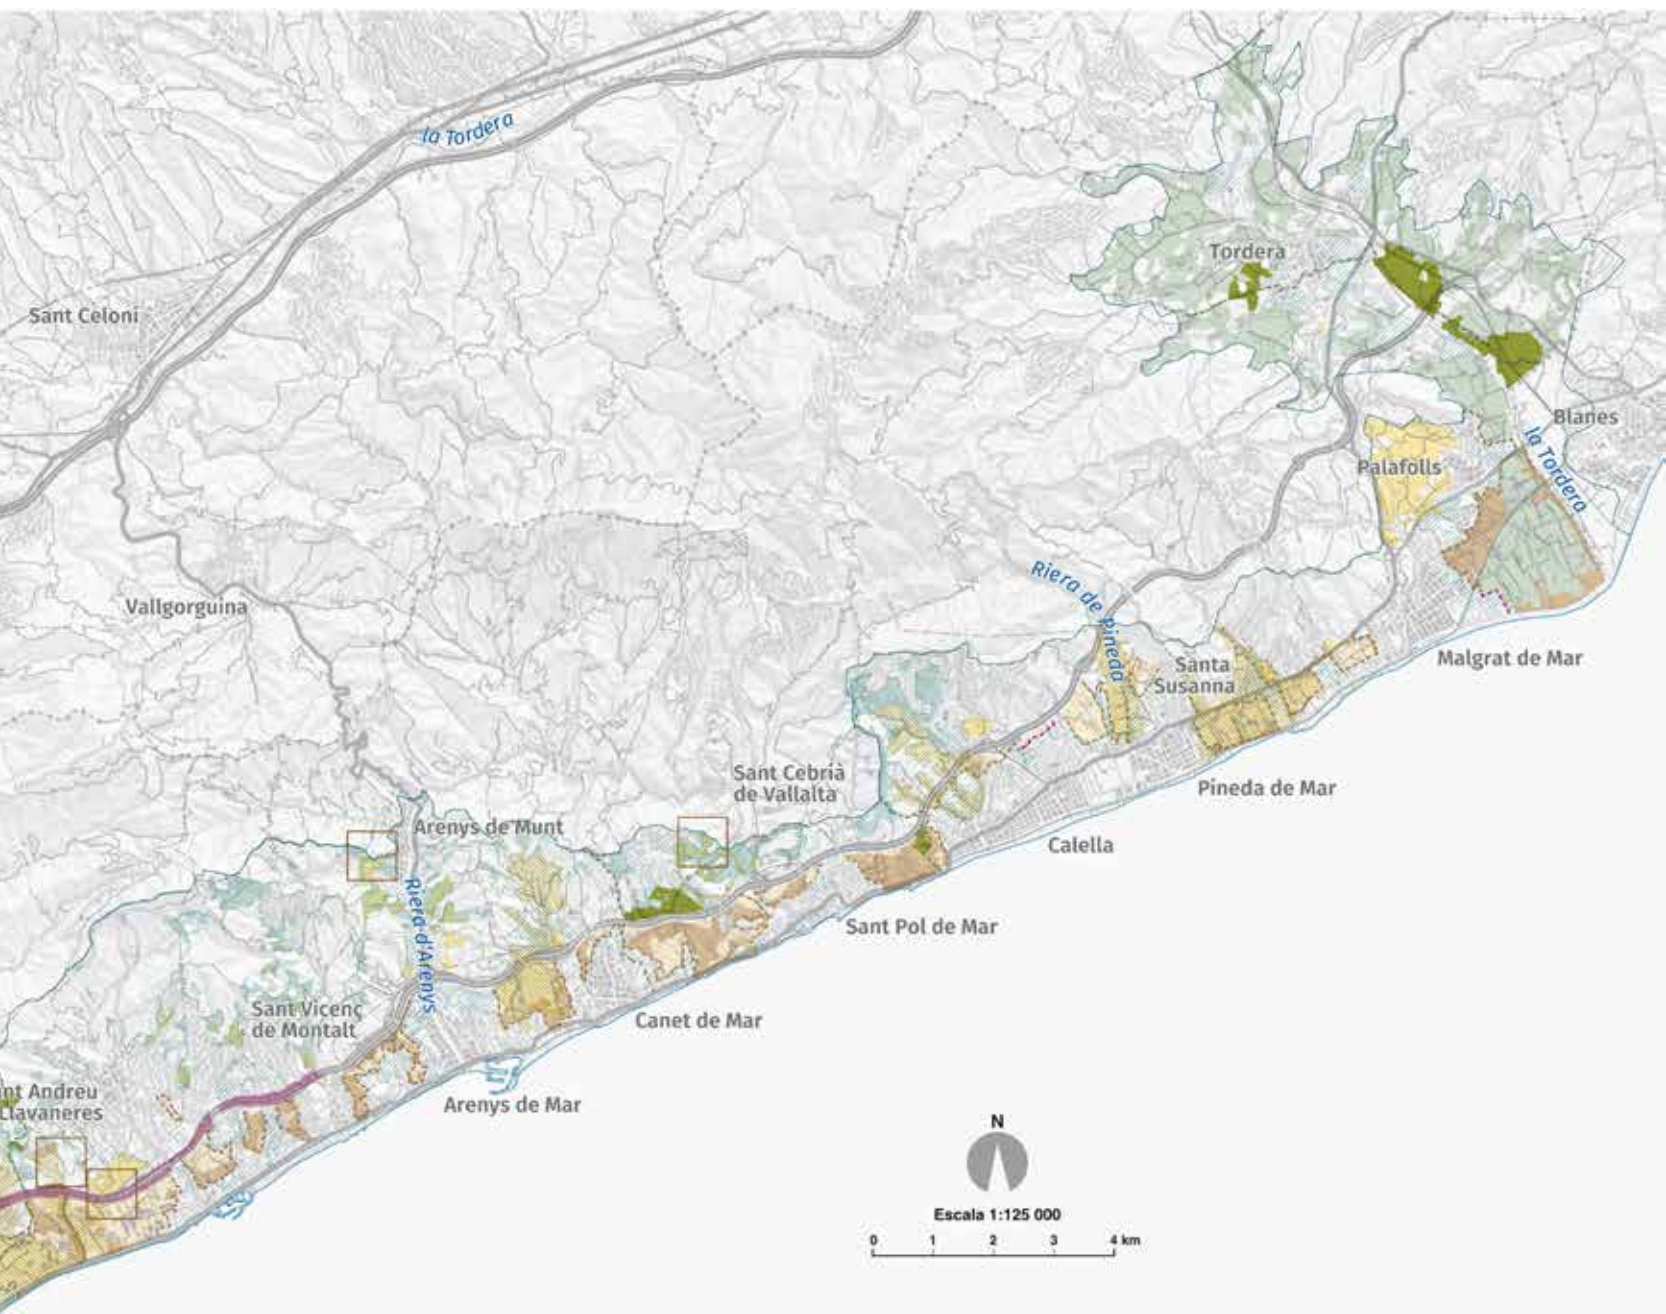 la Tordera
Tordera
Sant Celoni
Blanes
la Tordera
Palafolls
Riera de Pineda
Vallgorguina
Malgrat de Mar
Santa
Susanna
Sant Cebrià
de Vallalta
Pineda de Mar
Arenys de Munt
Calella
Riera d'Arenys
Sant Pol de Mar
Sant Vicenç
de Montalt
Canet de Mar
nt Andreu
Llavaneres
Arenys de Mar
N
Escala 1:125 000
0 1 2 3 4 km